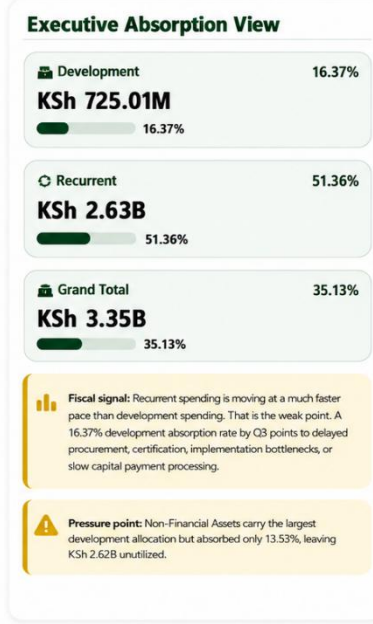 Executive Absorption View
Development 16.37%
KSh 725.01M
16.37%
Recurrent 51.36%
KSh 2.63B
51.36%
Grand Total 35.13%
KSh 3.35B
35.13%
Fiscal signal: Recurrent spending is moving at a much faster
pace than development spending. That is the weak point. A
16.37% development absorption rate by Q3 points to delayed
procurement, certification, implementation bottlenecks, or
slow capital payment processing.
Pressure point: Non-Financial Assets carry the largest
development allocation but absorbed only 13.53%, leaving
KSh 2.62B unutilized.